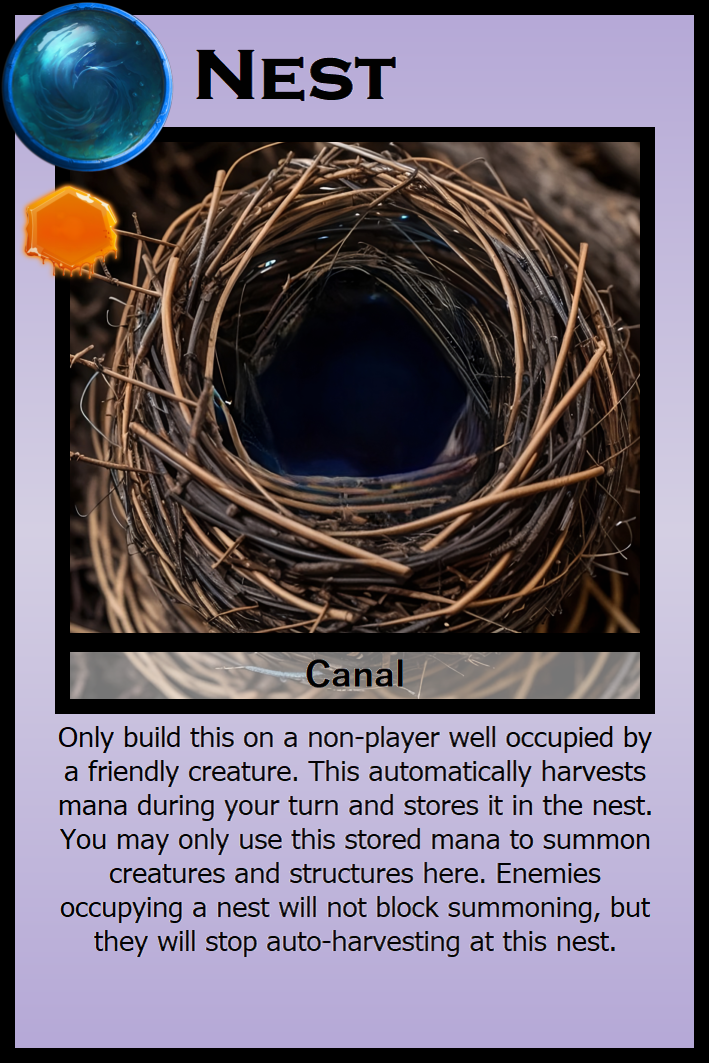 Nest
Canal
Only build this on a non-player well occupied by
a friendly creature. This automatically harvests
mana during your turn and stores it in the nest.
You may only use this stored mana to summon
creatures and structures here. Enemies
occupying a nest will not block summoning, but
they will stop auto-harvesting at this nest.